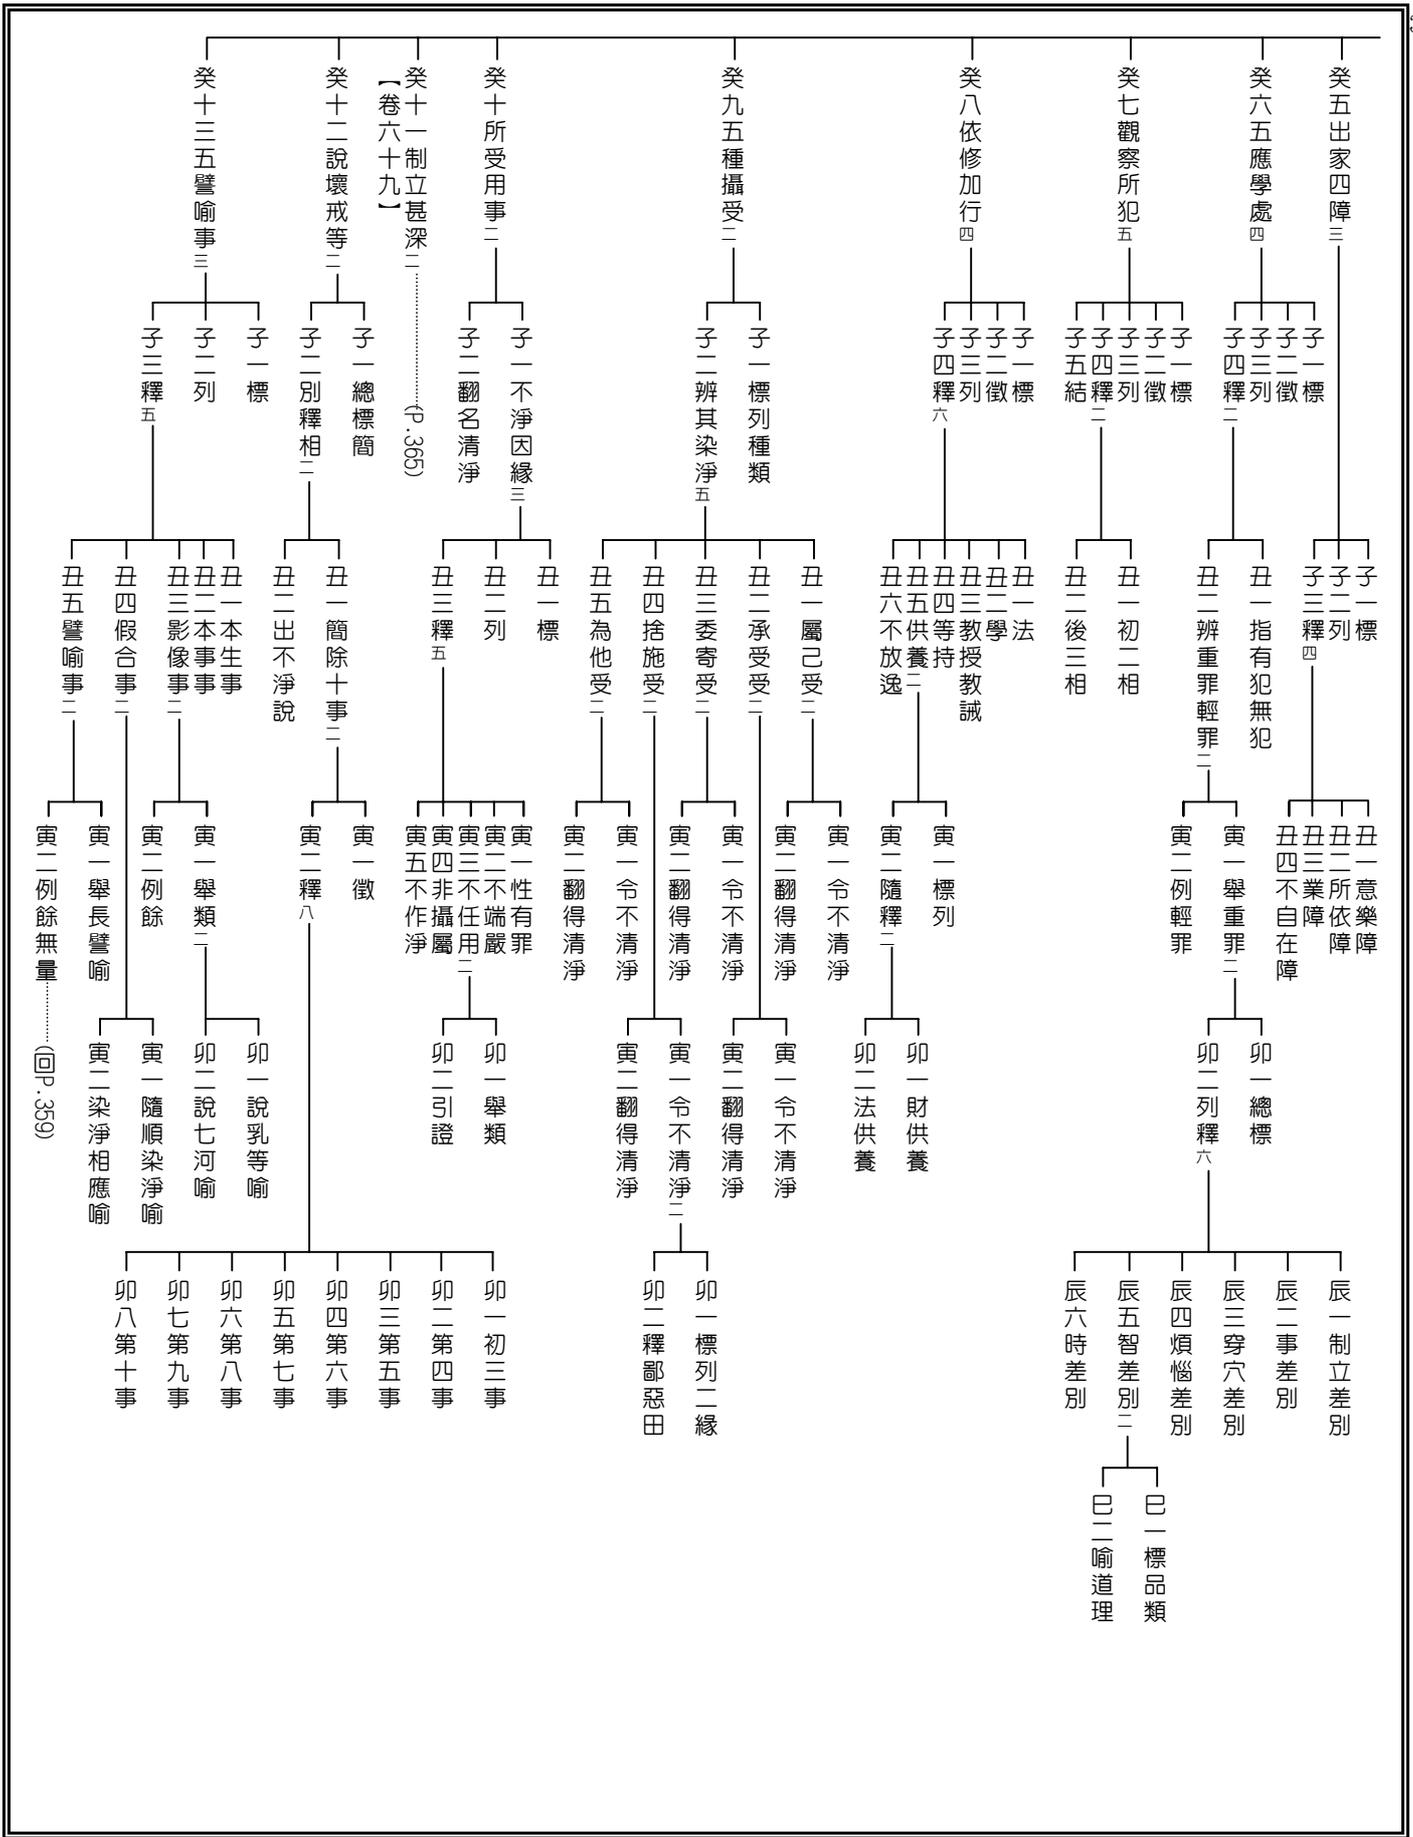 癸五出家四障三
子一標
子二列
子三釋四
丑一意樂障
丑二所依障
丑三業障
丑四不自在障
癸六五應學處四
子一標
子二徵
子三列
子四釋二
丑一指有犯無犯
丑二辨重罪輕罪二
寅一舉重罪二
卯一總標
卯二列釋六
辰一制立差別
辰二事差別
辰三穿穴差別
辰四煩惱差別
辰五智差別二
巳一標品類
巳二喻道理
辰六時差別
寅二例輕罪
癸七觀察所犯五
子一標
子二徵
子三列
子四釋二
丑一初二相
丑二後三相
子五結
癸八依修加行四
子一標
子二徵
子三列
子四釋六
丑一法
丑二學
丑三教授教誡
丑四等持
丑五供養二
寅一標列
寅二隨釋二
卯一財供養
卯二法供養
丑六不放逸
癸九五種攝受二
子一標列種類
子二辨其染淨五
丑一屬己受二
寅一令不清淨
寅二翻得清淨
丑二承受受二
寅一令不清淨
寅二翻得清淨
丑三委寄受二
寅一令不清淨
寅二翻得清淨
丑四捨施受二
寅一令不清淨二
卯一標列二緣
卯二釋鄙惡田
寅二翻得清淨
丑五為他受二
寅一令不清淨
寅二翻得清淨
癸十所受用事二
子一不淨因緣三
丑一標
丑二列
丑三釋五
寅一性有罪
寅二不端嚴
寅三不任用二
卯一舉類
卯二引證
寅四非攝屬
寅五不作淨
子二翻名清淨
癸十一制立甚深二(P.365)
【卷六十九】
癸十二說壞戒等二
子一總標簡
子二別釋相二
丑一簡除十事二
寅一徵
寅二釋八
卯一初三事
卯二第四事
卯三第五事
卯四第六事
卯五第七事
卯六第八事
卯七第九事
卯八第十事
丑二出不淨說
癸十三五譬喻事三
子一標
子二列
子三釋五
丑一本生事
丑二本事事
丑三影像事二
寅一舉類二
卯一說乳等喻
卯二說七河喻
寅二例餘
丑四假合事二
寅一隨順染淨喻
寅二染淨相應喻
丑五譬喻事二
寅一舉長譬喻
寅二例餘無量(回P.359)